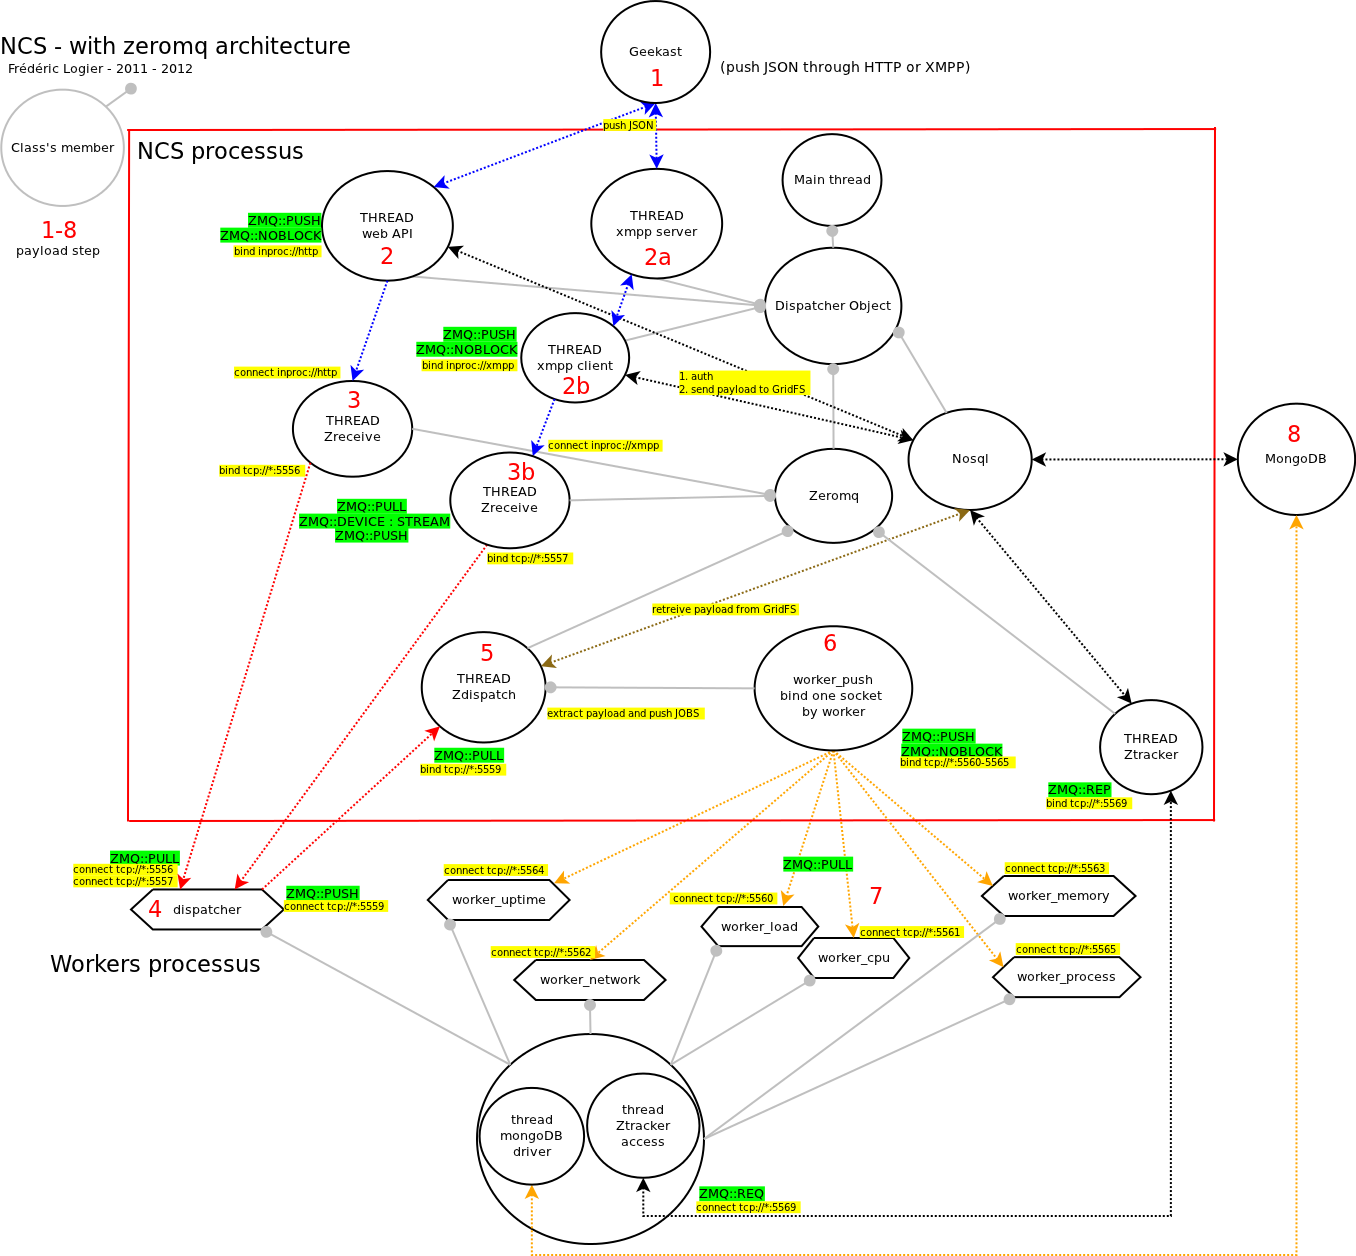 NCS - with zeromq architecture
Frédéric Logier - 2011 - 2012
Class's member
1-8
payload step
Geekast
1
(push JSON through HTTP or XMPP)
push JSON
NCS processus
Main thread
THREAD
web API
2
ZMQ::PUSH
ZMQ::NOBLOCK
bind inproc://http
THREAD
xmpp server
2a
Dispatcher Object
ZMQ::PUSH
ZMQ::NOBLOCK
bind inproc://xmpp
THREAD
xmpp client
2b
1. auth
2. send payload to GridFS
connect inproc://http
3
THREAD
Zreceive
bind tcp://*:5556
connect inproc://xmpp
3b
THREAD
Zreceive
bind tcp://*:5557
ZMQ::PULL
ZMQ::DEVICE : STREAM
ZMQ::PUSH
Zeromq
Nosql
8
MongoDB
retreive payload from GridFS
5
THREAD
Zdispatch
extract payload and push JOBS
ZMQ::PULL
bind tcp://*:5559
6
worker_push
bind one socket
by worker
ZMQ::PUSH
ZMQ::NOBLOCK
bind tcp://*:5560-5565
THREAD
Ztracker
ZMQ::REP
bind tcp://*:5569
ZMQ::PULL
connect tcp://*:5556
connect tcp://*:5557
4
dispatcher
ZMQ::PUSH
connect tcp://*:5559
Workers processus
connect tcp://*:5564
worker_uptime
connect tcp://*:5562
worker_network
ZMQ::PULL
7
connect tcp://*:5560
worker_load
connect tcp://*:5561
worker_cpu
connect tcp://*:5563
worker_memory
connect tcp://*:5565
worker_process
thread
mongoDB
driver
thread
Ztracker
access
ZMQ::REQ
connect tcp://*:5569